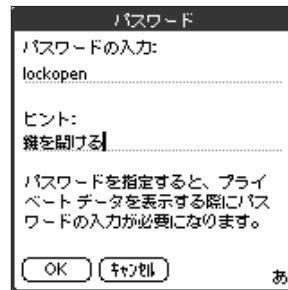 パスワード
パスワードの入力:
lockopen
ヒント:
錐を開ける
パスワードを指定すると、プライ
ベート データを表示する際にパス
ワードの入力が必要になります。
OK
ｷｬﾝｾﾙ
あ